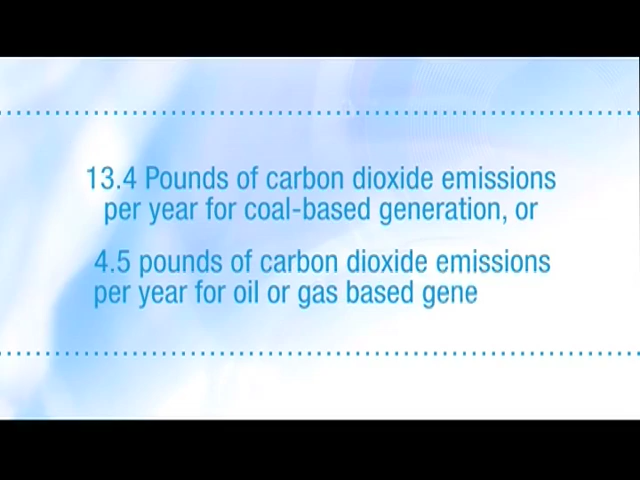 13.4 Pounds of carbon dioxide emissions
per year for coal-based generation, or
4.5 pounds of carbon dioxide emissions
per year for oil or gas based gene